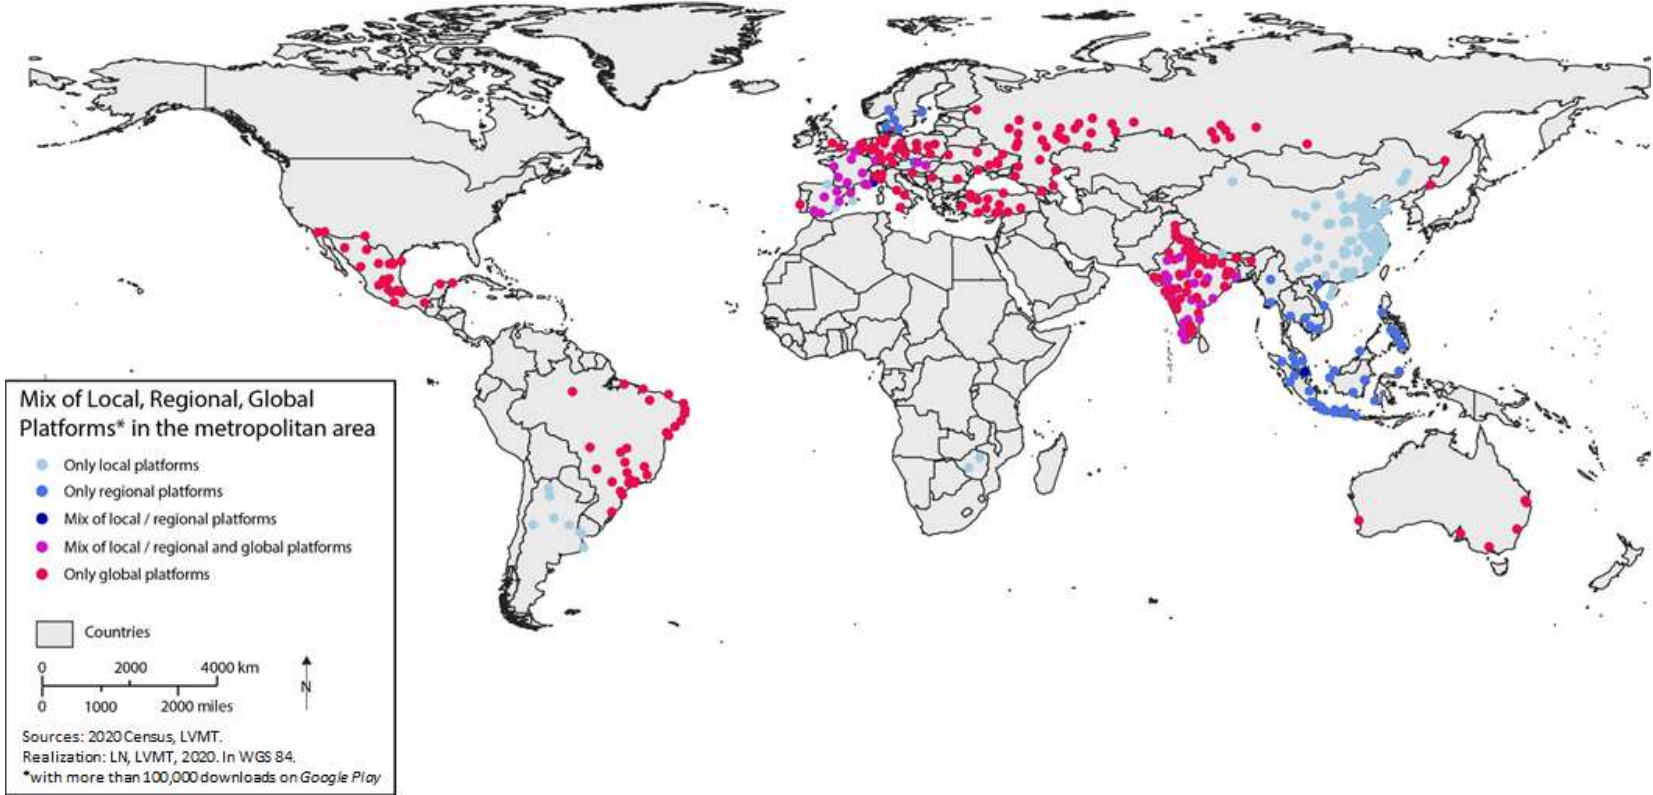 Mix of Local, Regional, Global
Platforms* in the metropolitan area
Only local platforms
Only regional platforms
Mix of local / regional platforms
Mix of local / regional and global platforms
Only global platforms
Countries
0 2000 4000 km
0 1000 2000 miles
N
Sources: 2020 Census, LVMT.
Realization: LN, LVMT, 2020. In WGS 84.
*with more than 100,000 downloads on Google Play